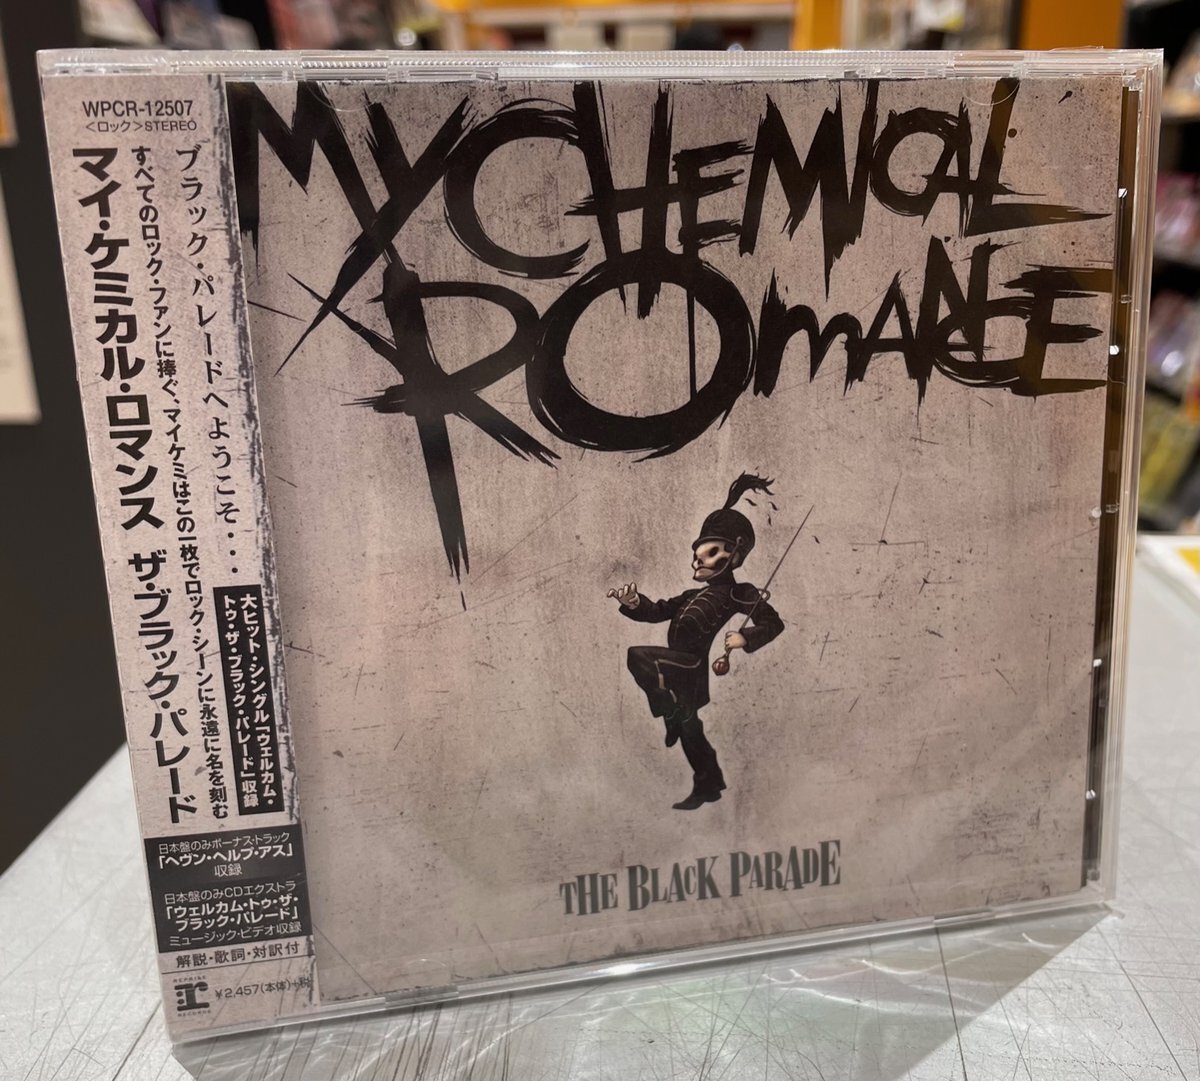 WPCR-12507
<ロック>STEREO
ブラック・パレードへようこそ・・・
すべてのロック・ファンに捧ぐ、マイケミはこの一枚でロック・シーンに永遠に名を刻む
マイ・ケミカル・ロマンス ザ・ブラック・パレード
大ヒット・シングル「ウェルカム・
トゥ・ザ・ブラック・パレード」収録
日本盤のみボーナス・トラック
「ヘヴン・ヘルプ・アス」
収録
日本盤のみCDエクストラ
「ウェルカム・トゥ・ザ・
ブラック・パレード」
ミュージック・ビデオ収録
解説・歌詞・対訳付
REPRISE
RECORDS
¥2,457(本体)+税
MY CHEMICAL
ROMANCE
THE BLACK PARADE